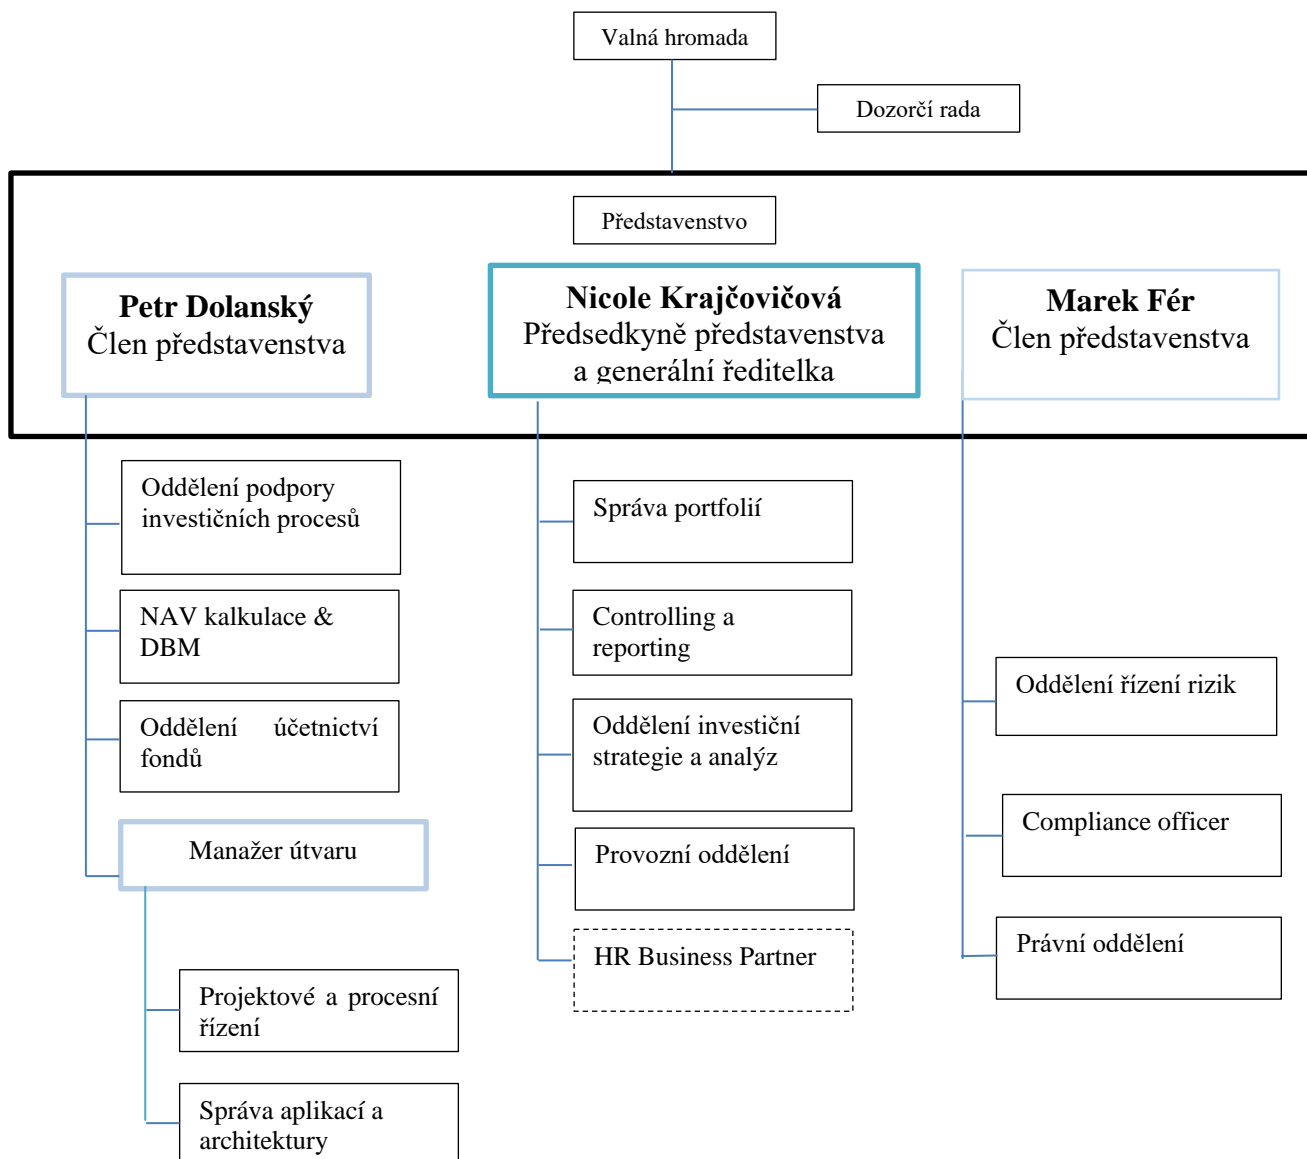 Valná hromada
Dozorčí rada
Představenstvo
Petr Dolanský
Člen představenstva
Nicole Krajčovičová
Předsedkyně představenstva
a generální ředitelka
Marek Fér
Člen představenstva
Oddělení podpory
investičních procesů
NAV kalkulace &
DBM
Oddělení účetnictví
fondů
Manažer útvaru
Projektové a procesní
řízení
Správa aplikací a
architektury
Správa portfolií
Controlling a
reporting
Oddělení investiční
strategie a analýz
Provozní oddělení
HR Business Partner
Oddělení řízení rizik
Compliance officer
Právní oddělení